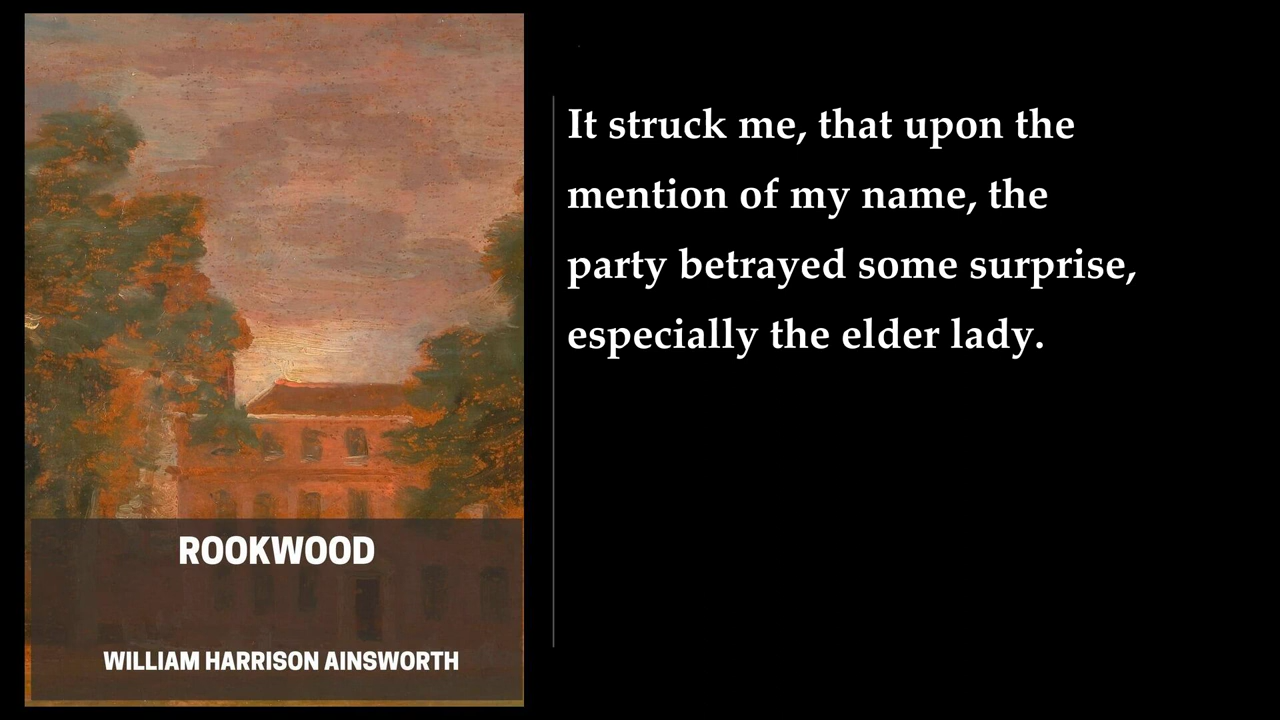 ROOKWOOD
WILLIAM HARRISON AINSWORTH
It struck me, that upon the
mention of my name, the
party betrayed some surprise,
especially the elder lady.